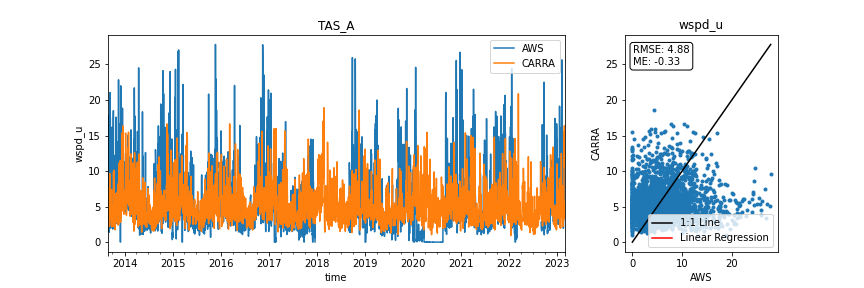 TAS_A
wspd_u
25
20
15
10
5
0
AWS
CARRA
2014
2015
2016
2017
2018
2019
2020
2021
2022
2023
time
wspd_u
CARRA
25
20
15
10
5
0
RMSE: 4.88
ME: -0.33
1:1 Line
Linear Regression
0
10
20
AWS